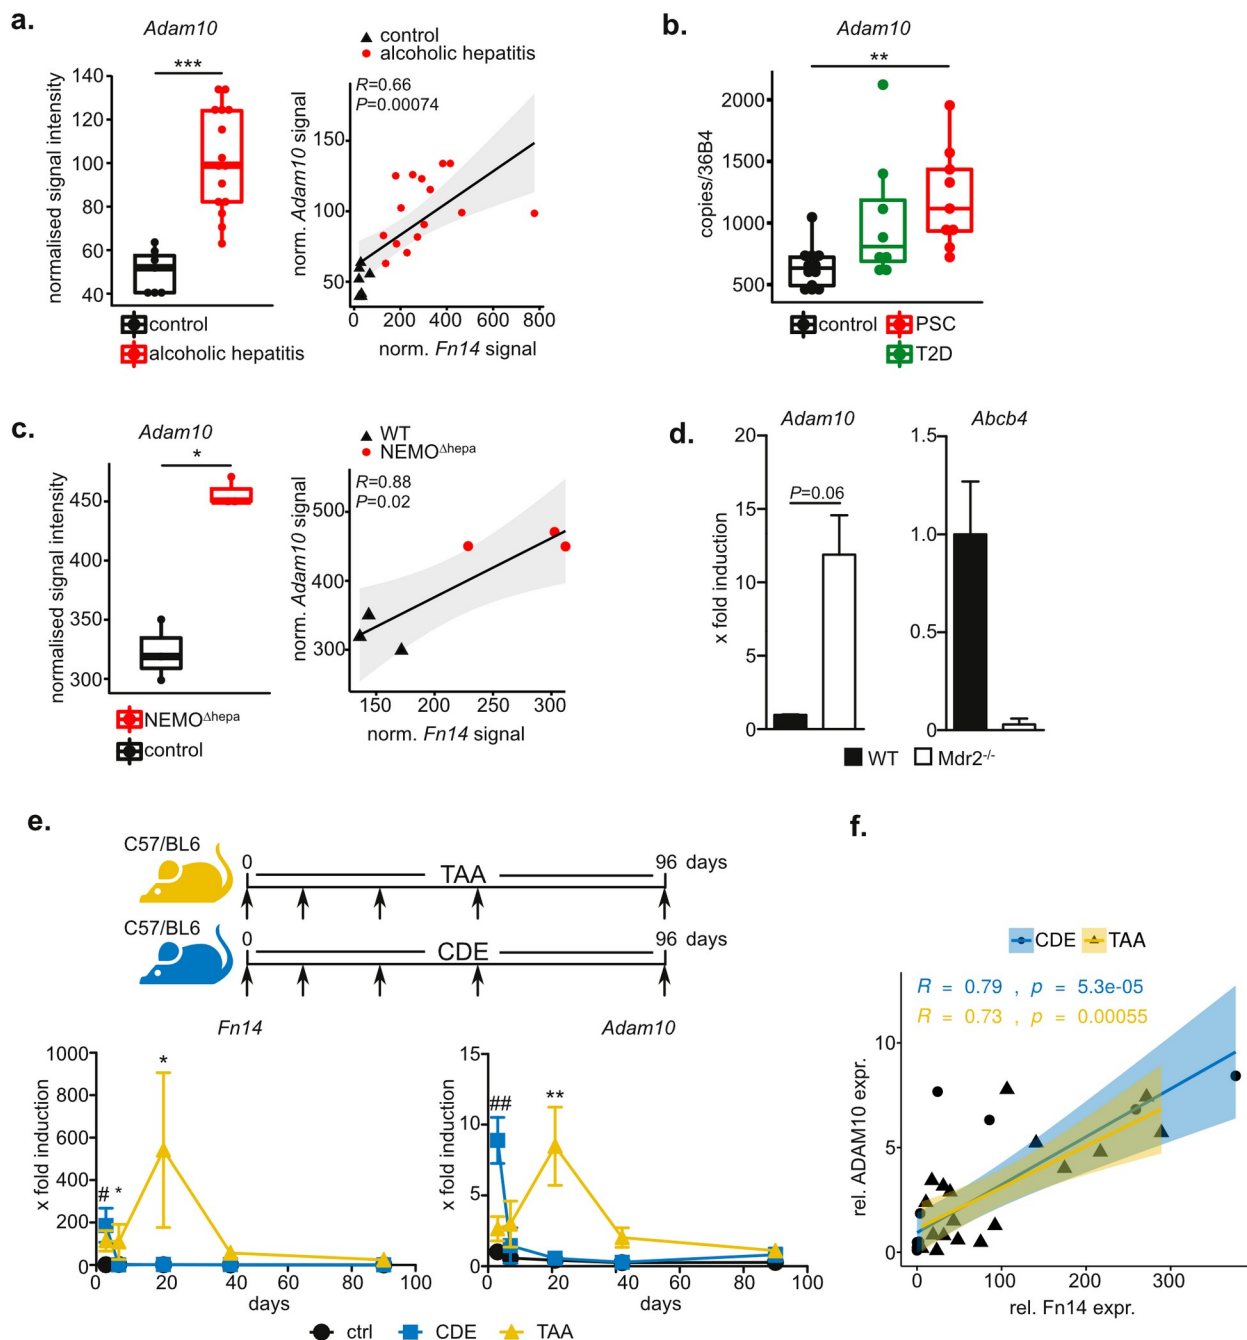 a.
Adam10
***
normalised signal intensity
140
120
100
80
60
40
control
alcoholic hepatitis
control
alcoholic hepatitis
R=0.66
P=0.00074
norm. Adam10 signal
150
100
50
0 200 400 600 800
norm. Fn14 signal
b.
Adam10
**
copies/36B4
2000
1500
1000
500
control PSC
T2D
c.
Adam10
*
normalised signal intensity
450
400
350
300
NEMOΔhepa
control
WT
NEMOΔhepa
R=0.88
P=0.02
norm. Adam10 signal
500
400
300
150 200 250 300
norm. Fn14 signal
d.
Adam10
x fold induction
20
15
10
5
0
P=0.06
Abcb4
1.5
1.0
0.5
0
WT Mdr2-/-
e.
C57/BL6
0 96 days
TAA
C57/BL6
0 96 days
CDE
Fn14
x fold induction
1000
800
600
400
200
0
# * *
0 20 40 60 80 100
days
Adam10
x fold induction
15
10
5
0
## **
0 20 40 60 80 100
days
ctrl CDE TAA
f.
CDE TAA
R = 0.79 , p = 5.3e-05
R = 0.73 , p = 0.00055
rel. ADAM10 expr.
10
5
0
0 100 200 300
rel. Fn14 expr.